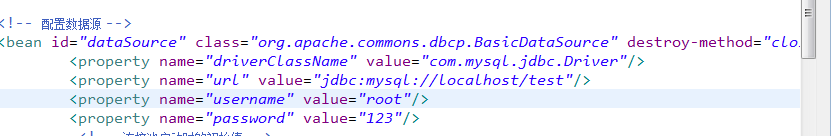 <!-- 配置数据源 -->
<bean id="dataSource" class="org.apache.commons.dbcp.BasicDataSource" destroy-method="clo
<property name="driverClassName" value="com.mysql.jdbc.Driver"/>
<property name="url" value="jdbc:mysql://localhost/test"/>
<property name="username" value="root"/>
<property name="password" value="123"/>